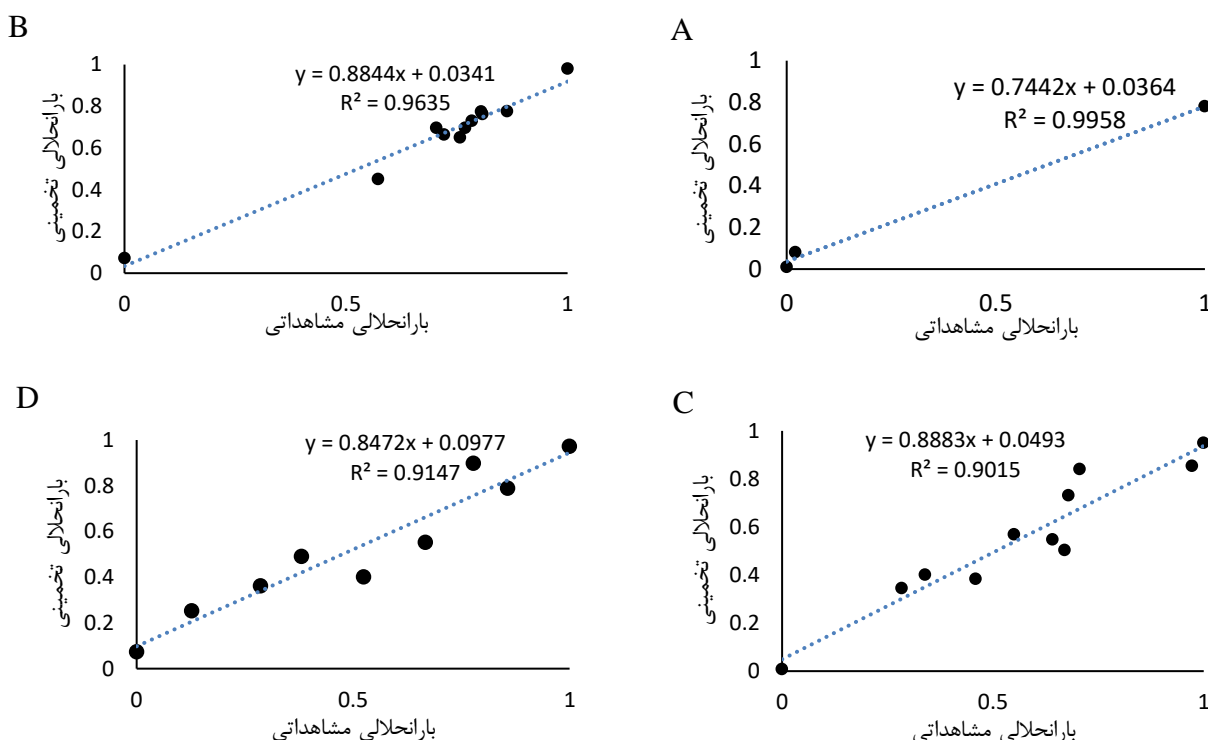 B
y = 0.8844x + 0.0341
R² = 0.9635
1
0.8
0.6
0.4
0.2
0
0
0.5
1
بارانحلالی تخمینی
بارانحلالی مشاهداتی
A
y = 0.7442x + 0.0364
R² = 0.9958
1
0.8
0.6
0.4
0.2
0
0
0.5
1
بارانحلالی تخمینی
بارانحلالی مشاهداتی
D
y = 0.8472x + 0.0977
R² = 0.9147
1
0.8
0.6
0.4
0.2
0
0
0.5
1
بارانحلالی تخمینی
بارانحلالی مشاهداتی
C
y = 0.8883x + 0.0493
R² = 0.9015
1
0.8
0.6
0.4
0.2
0
0
0.5
1
بارانحلالی تخمینی
بارانحلالی مشاهداتی